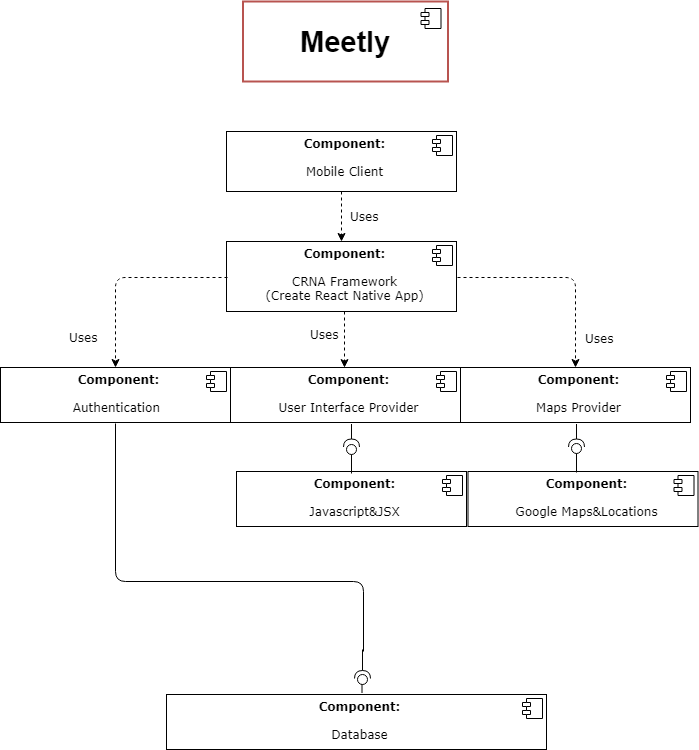 Meetly
Component:
Mobile Client
Uses
Component:
CRNA Framework
(Create React Native App)
Uses
Uses
Uses
Component:
Authentication
Component:
User Interface Provider
Component:
Maps Provider
Component:
Javascript&JSX
Component:
Google Maps&Locations
Component:
Database